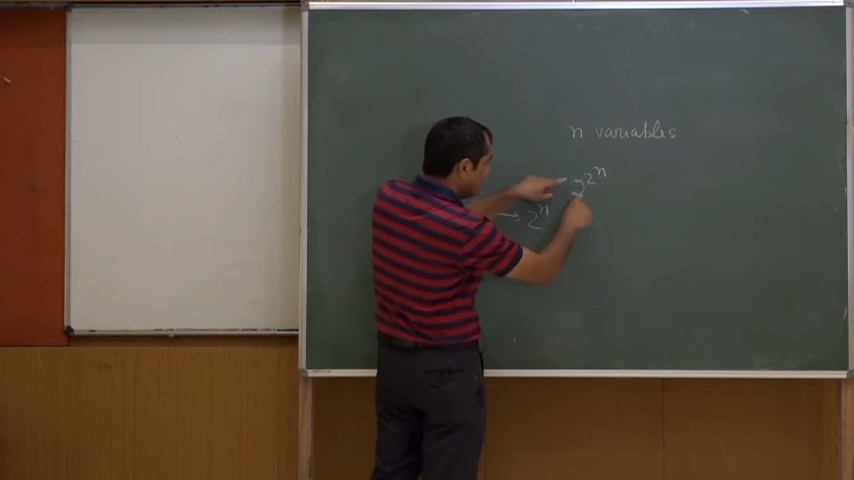 n variables
2^2^n
→ 2^n